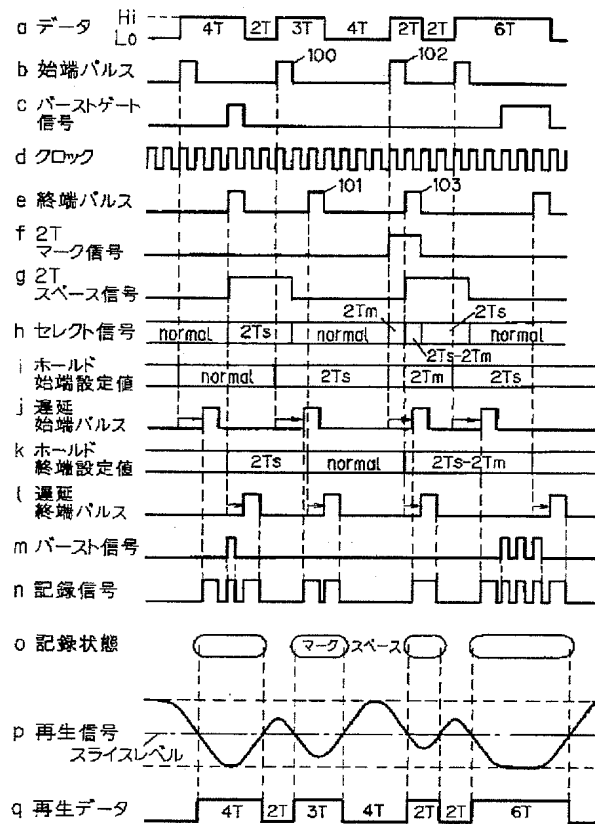 a データ Hi Lo 4T 2T 3T 4T 2T 2T 6T
b 始端パルス 100 102
c バーストゲート
信号
d クロック
e 終端パルス 101 103
f 2T
マーク信号
g 2T
スペース信号
2Tm 2Ts
h セレクト信号 normal 2Ts normal normal
2Ts-2Tm
i ホールド
始端設定値 normal 2Ts 2Tm 2Ts
j 遅延
始端パルス
k ホールド
終端設定値 2Ts normal 2Ts-2Tm
l 遅延
終端パルス
m バースト信号
n 記録信号
o 記録状態 マーク スペース
p 再生信号
スライスレベル
q 再生データ 4T 2T 3T 4T 2T 2T 6T